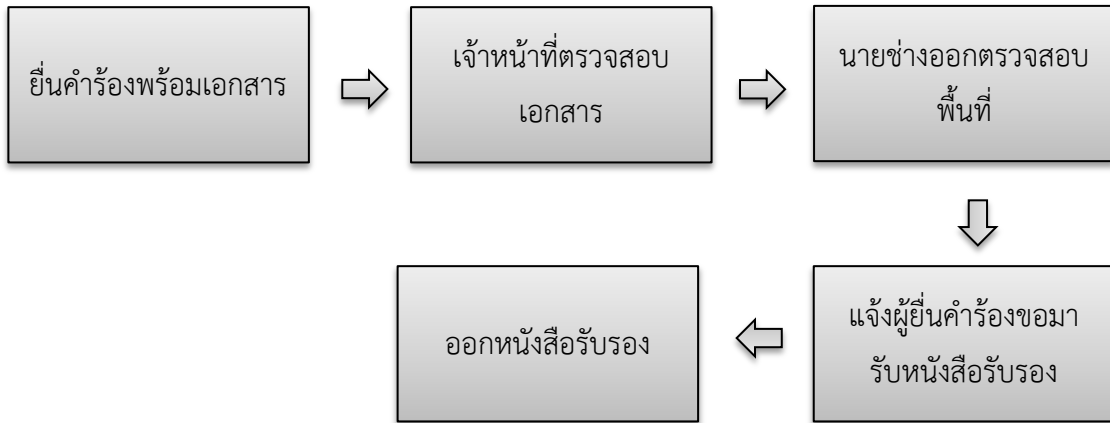 ยื่นคำร้องพร้อมเอกสาร
เจ้าหน้าที่ตรวจสอบ
เอกสาร
นายช่างออกตรวจสอบ
พื้นที่
แจ้งผู้ยื่นคำร้องขอมา
รับหนังสือรับรอง
ออกหนังสือรับรอง